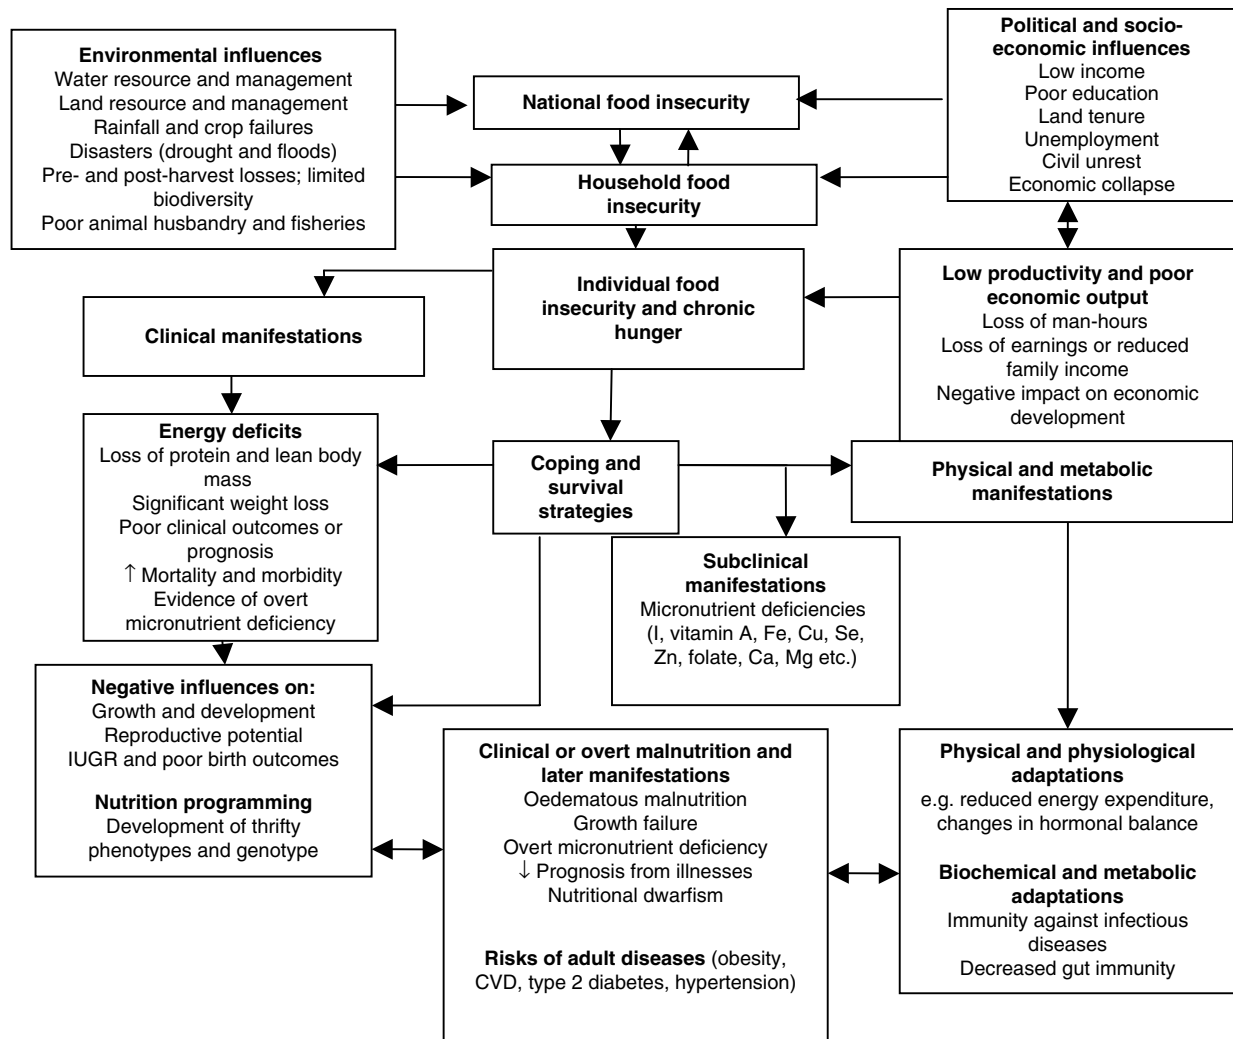 Environmental influences
Water resource and management
Land resource and management
Rainfall and crop failures
Disasters (drought and floods)
Pre- and post-harvest losses; limited
biodiversity
Poor animal husbandry and fisheries
National food insecurity
Political and socio-
economic influences
Low income
Poor education
Land tenure
Unemployment
Civil unrest
Economic collapse
Household food
insecurity
Individual food
insecurity and chronic
hunger
Low productivity and poor
economic output
Loss of man-hours
Loss of earnings or reduced
family income
Negative impact on economic
development
Clinical manifestations
Energy deficits
Loss of protein and lean body
mass
Significant weight loss
Poor clinical outcomes or
prognosis
↑ Mortality and morbidity
Evidence of overt
micronutrient deficiency
Coping and
survival
strategies
Physical and metabolic
manifestations
Subclinical
manifestations
Micronutrient deficiencies
(I, vitamin A, Fe, Cu, Se,
Zn, folate, Ca, Mg etc.)
Negative influences on:
Growth and development
Reproductive potential
IUGR and poor birth outcomes
Nutrition programming
Development of thrifty
phenotypes and genotype
Clinical or overt malnutrition and
later manifestations
Oedematous malnutrition
Growth failure
Overt micronutrient deficiency
↓ Prognosis from illnesses
Nutritional dwarfism
Risks of adult diseases (obesity,
CVD, type 2 diabetes, hypertension)
Physical and physiological
adaptations
e.g. reduced energy expenditure,
changes in hormonal balance
Biochemical and metabolic
adaptations
Immunity against infectious
diseases
Decreased gut immunity